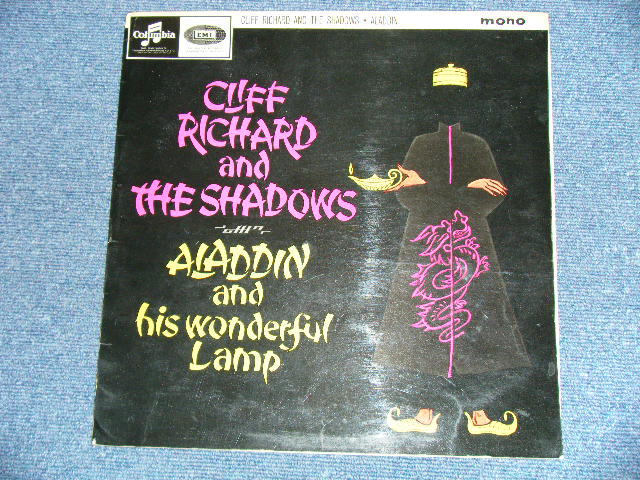 CLIFF RICHARD AND THE SHADOWS • ALADDIN
mono
Columbia
EMI
CLIFF
RICHARD
and
THE SHADOWS
in
ALADDIN
and
his wonderful
Lamp